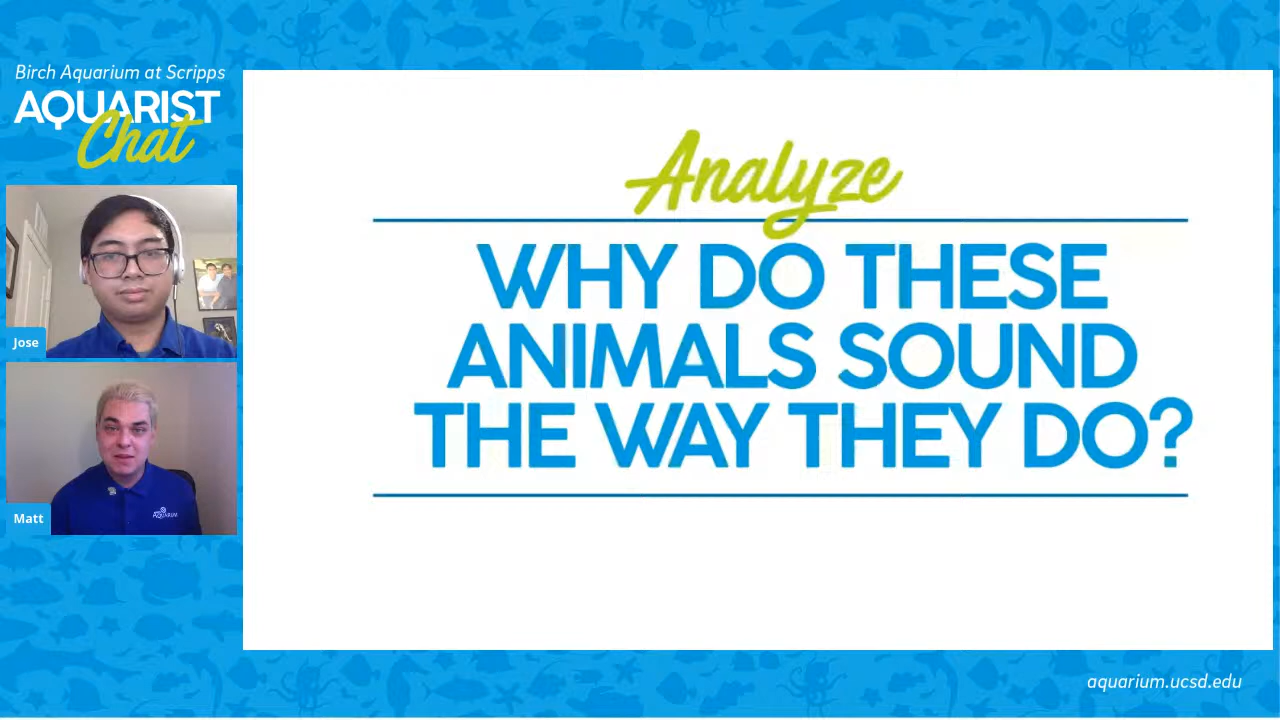 Birch Aquarium at Scripps
AQUARIST
Chat
Jose
Matt
AQUARIUM
Analyze
WHY DO THESE
ANIMALS SOUND
THE WAY THEY DO?
aquarium.ucsd.edu